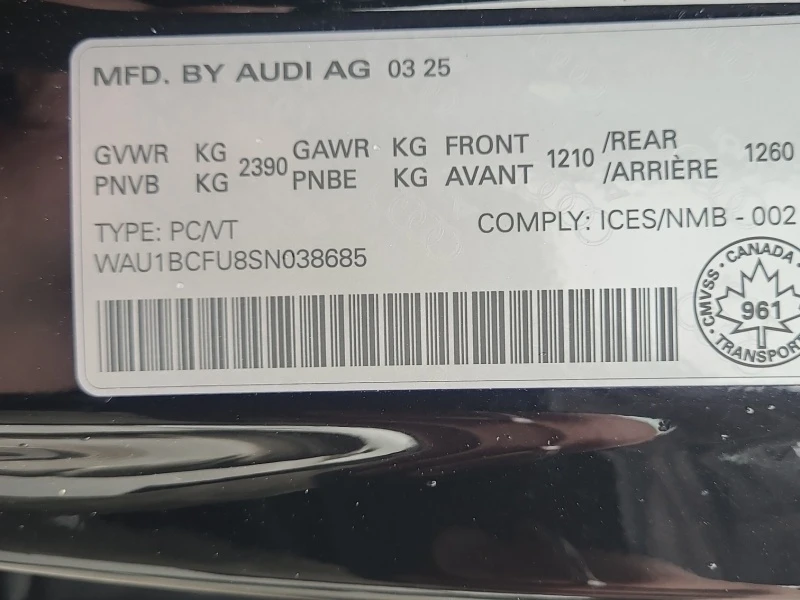 MFD. BY AUDI AG 03 25
GVWR KG 2390 GAWR KG FRONT 1210 /REAR 1260
PNVB KG PNBE KG AVANT /ARRIÈRE
TYPE: PC/VT COMPLY: ICES/NMB - 002
WAU1BCFU8SN038685
CMVSS CANADA
961
TRANSPORT